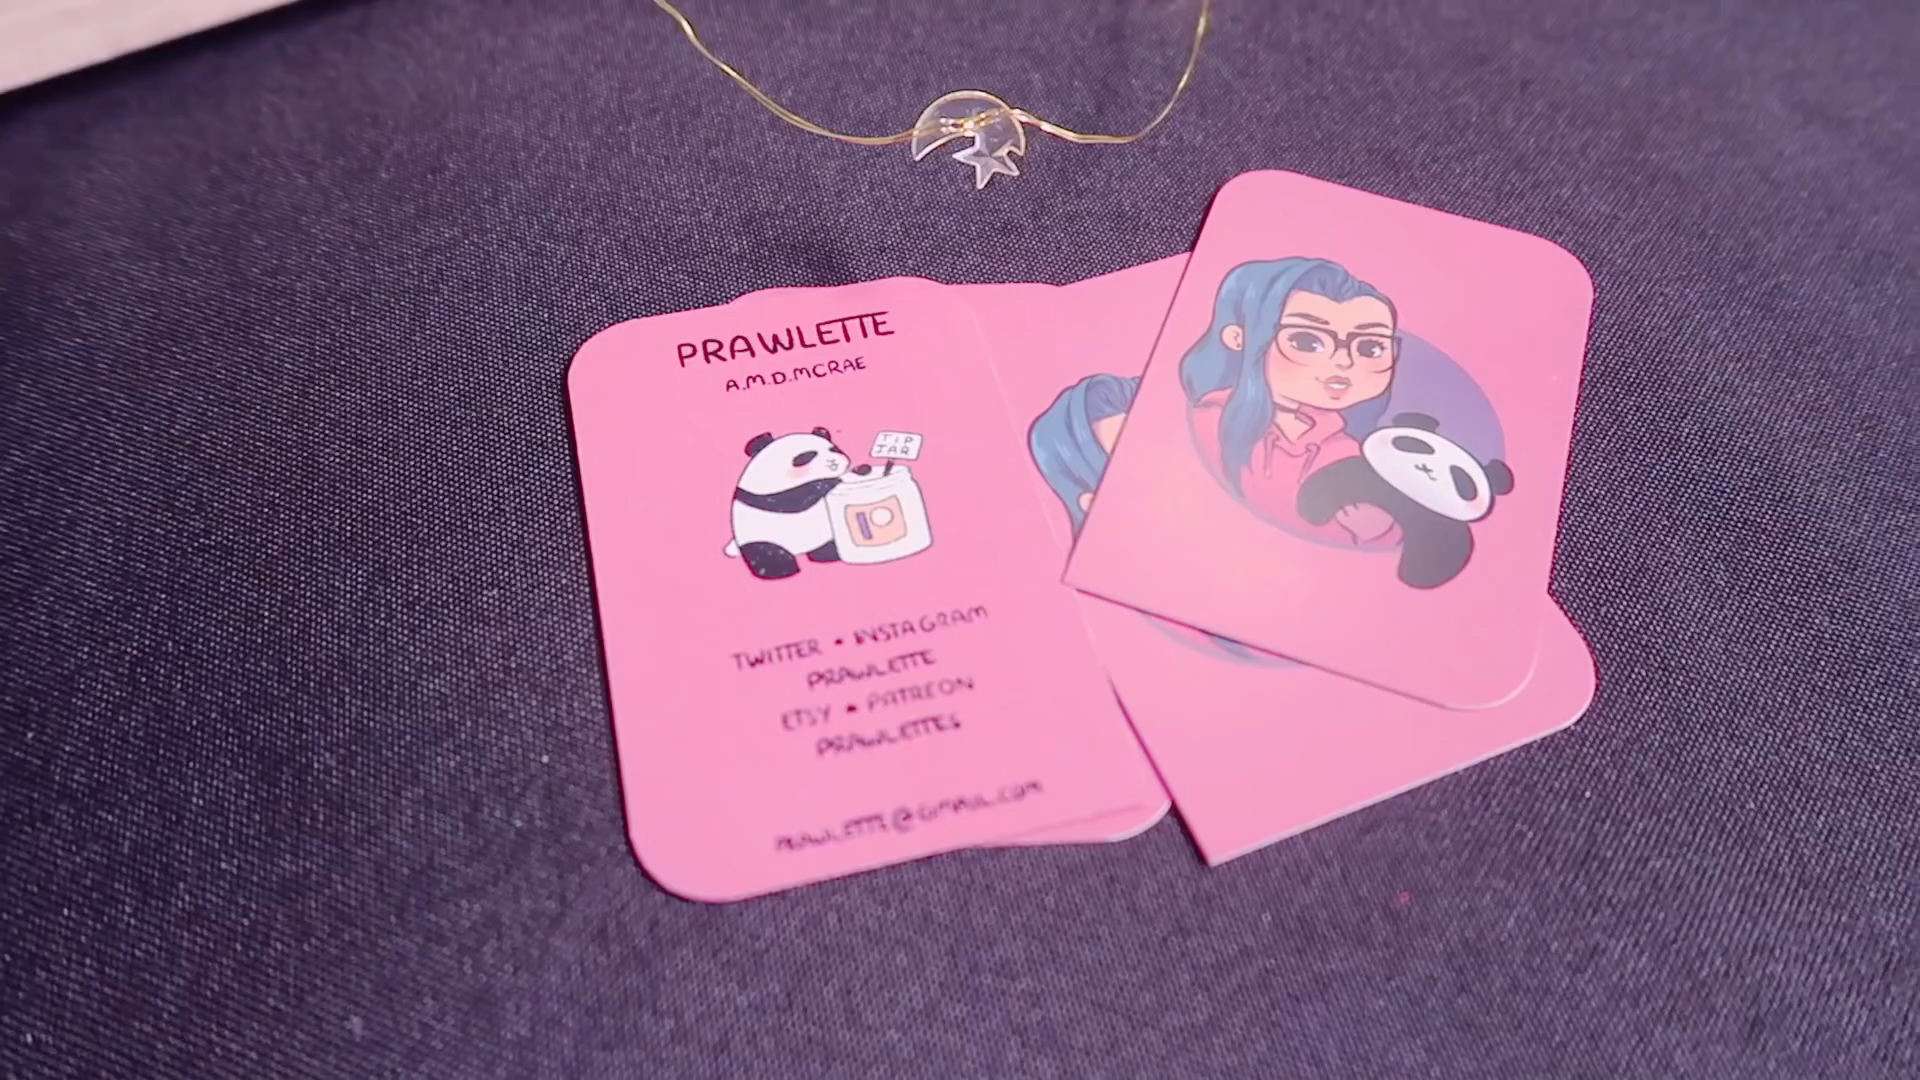 PRAWLETTE
A.M.D.MCRAE
TIP
JAR
TWITTER • INSTAGRAM
PRAWLETTE
ETSY • PATREON
PRAWLETTES
PRAWLETTE@GMAIL.COM